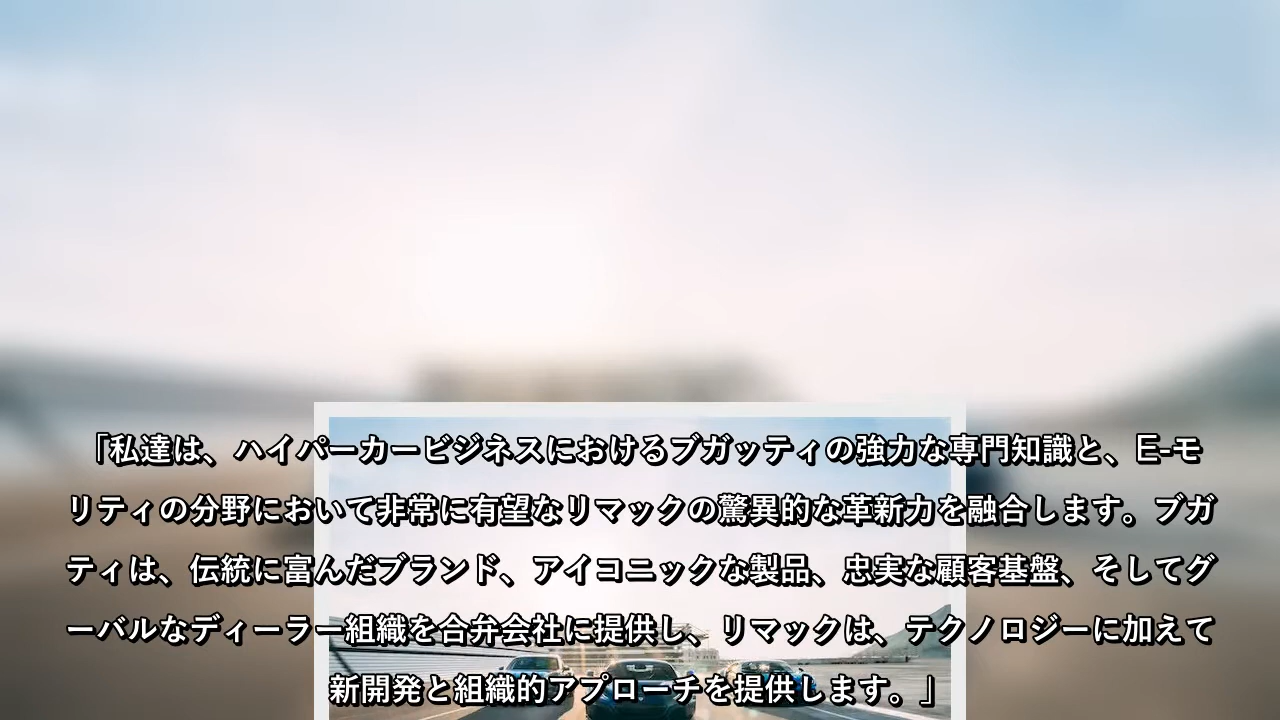 「私達は、ハイパーカービジネスにおけるブガッティの強力な専門知識と、E-モ
リティの分野において非常に有望なリマックの驚異的な革新力を融合します。ブガ
ティは、伝統に富んだブランド、アイコニックな製品、忠実な顧客基盤、そしてグ
ーバルなディーラー組織を合弁会社に提供し、リマックは、テクノロジーに加えて
新開発と組織的アプローチを提供します。」